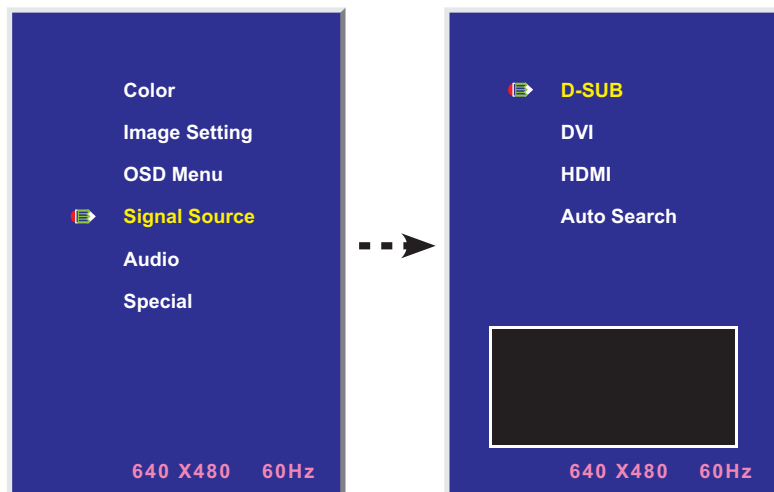 Color
Image Setting
OSD Menu
Signal Source
Audio
Special
640 X480 60Hz
D-SUB
DVI
HDMI
Auto Search
640 X480 60Hz